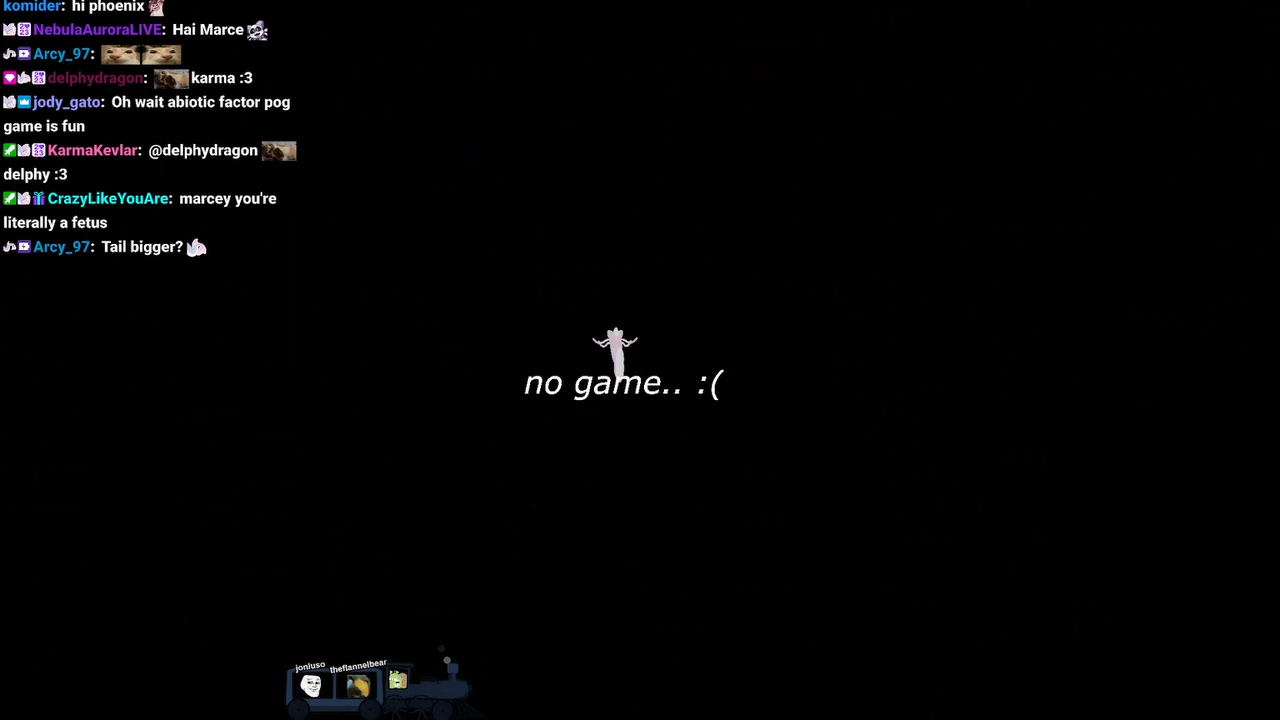 komider: hi phoenix
NebulaAuroraLIVE: Hai Marce
Arcy_97:
delphydragon: karma :3
jody_gato: Oh wait abiotic factor pog
game is fun
KarmaKevlar: @delphydragon
delphy :3
CrazyLikeYouAre: marcey you're
literally a fetus
Arcy_97: Tail bigger?
no game.. :(
jonluso theflannelbear